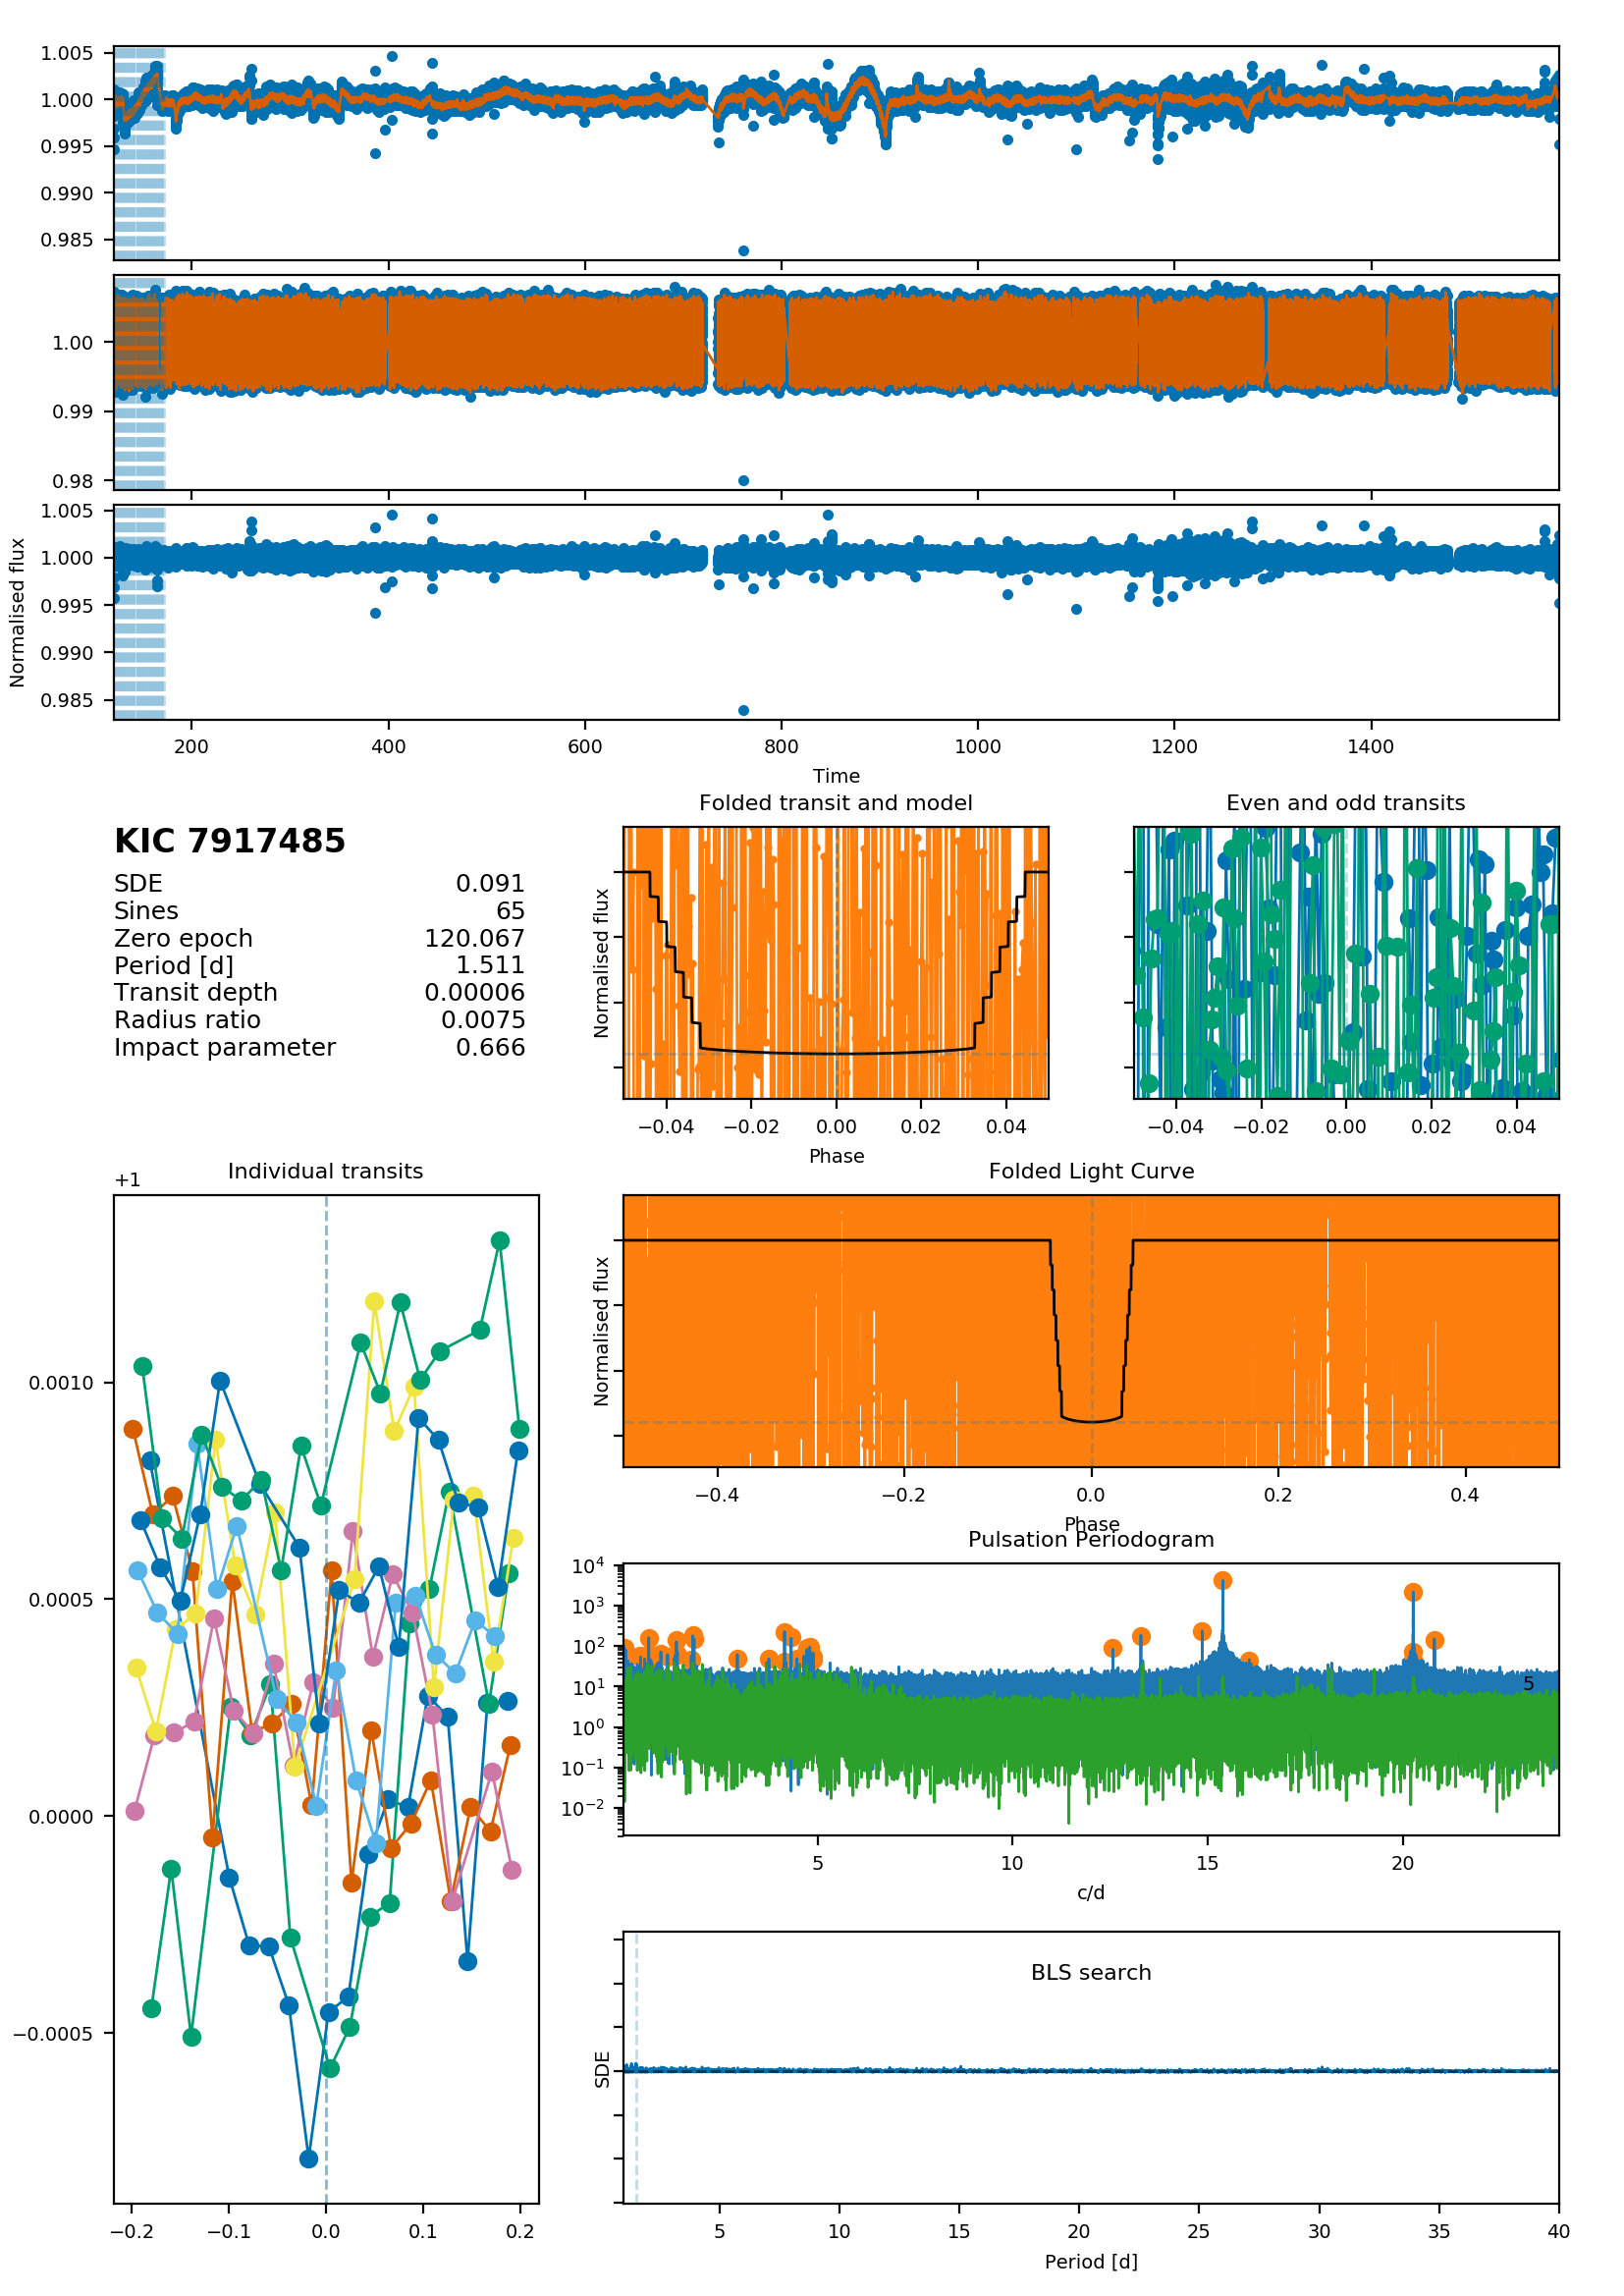 1.005
1.000
0.995
0.990
0.985
1.00
0.99
0.98
1.005
1.000
0.995
0.990
0.985
Normalised flux
200 400 600 800 1000 1200 1400
Time
KIC 7917485
SDE 0.091
Sines 65
Zero epoch 120.067
Period [d] 1.511
Transit depth 0.00006
Radius ratio 0.0075
Impact parameter 0.666
Folded transit and model
Normalised flux
−0.04 −0.02 0.00 0.02 0.04
Phase
Even and odd transits
−0.04 −0.02 0.00 0.02 0.04
Individual transits
+1
0.0010
0.0005
0.0000
−0.0005
−0.2 −0.1 0.0 0.1 0.2
Folded Light Curve
Normalised flux
−0.4 −0.2 0.0 0.2 0.4
Phase
Pulsation Periodogram
10⁴
10³
10²
10¹
10⁰
10⁻¹
10⁻²
5
5 10 15 20
c/d
BLS search
SDE
5 10 15 20 25 30 35 40
Period [d]